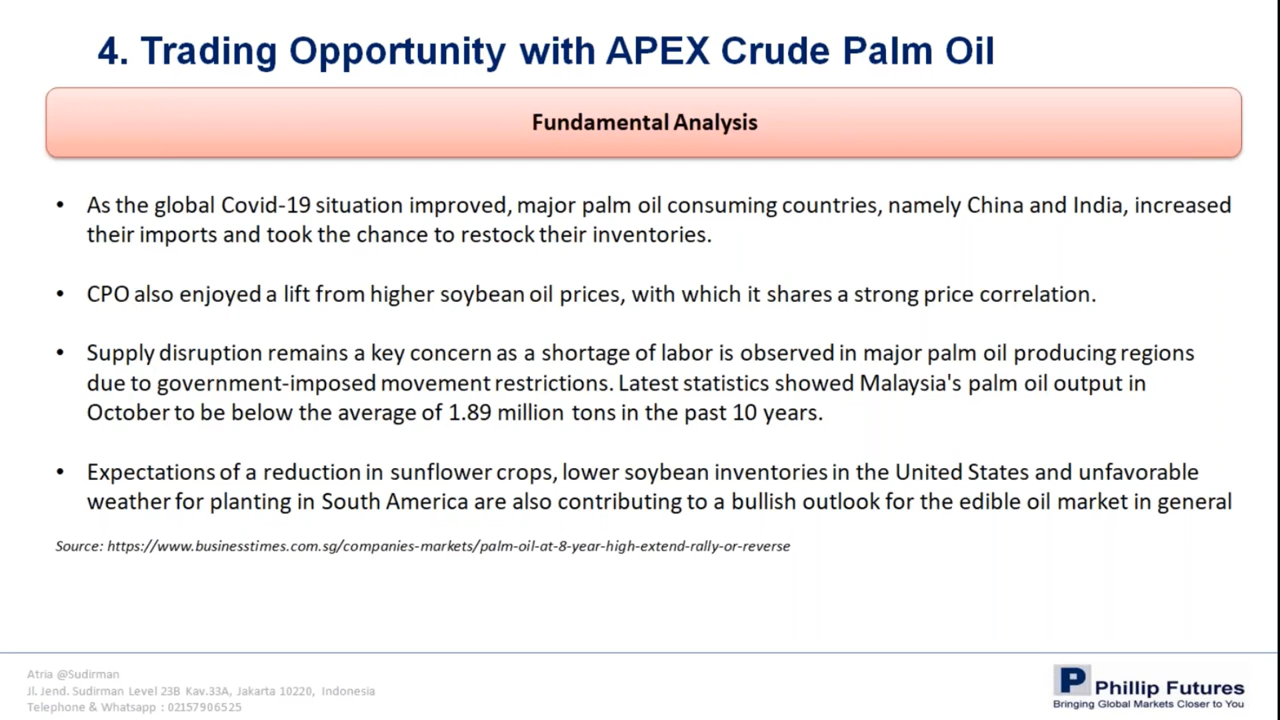 4. Trading Opportunity with APEX Crude Palm Oil
Fundamental Analysis
• As the global Covid-19 situation improved, major palm oil consuming countries, namely China and India, increased
their imports and took the chance to restock their inventories.
• CPO also enjoyed a lift from higher soybean oil prices, with which it shares a strong price correlation.
• Supply disruption remains a key concern as a shortage of labor is observed in major palm oil producing regions
due to government-imposed movement restrictions. Latest statistics showed Malaysia's palm oil output in
October to be below the average of 1.89 million tons in the past 10 years.
• Expectations of a reduction in sunflower crops, lower soybean inventories in the United States and unfavorable
weather for planting in South America are also contributing to a bullish outlook for the edible oil market in general
Source: https://www.businesstimes.com.sg/companies-markets/palm-oil-at-8-year-high-extend-rally-or-reverse
Atria @Sudirman
Jl. Jend. Sudirman Level 23B Kav.33A, Jakarta 10220, Indonesia
Telephone & Whatsapp : 02157906525
P Phillip Futures
Bringing Global Markets Closer to You